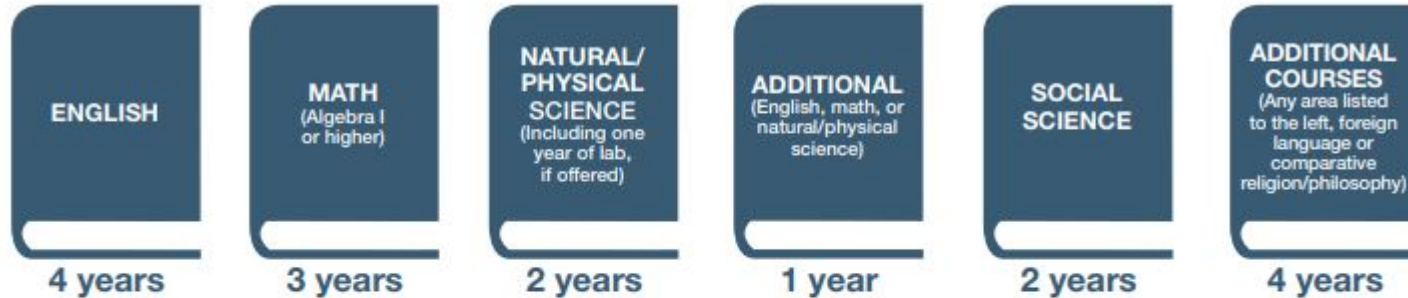 ENGLISH
4 years
MATH
(Algebra I
or higher)
3 years
NATURAL/
PHYSICAL
SCIENCE
(Including one
year of lab,
if offered)
2 years
ADDITIONAL
(English, math, or
natural/physical
science)
1 year
SOCIAL
SCIENCE
2 years
ADDITIONAL
COURSES
(Any area listed
to the left, foreign
language or
comparative
religion/philosophy)
4 years